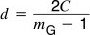 d = 2C / (m_G − 1)